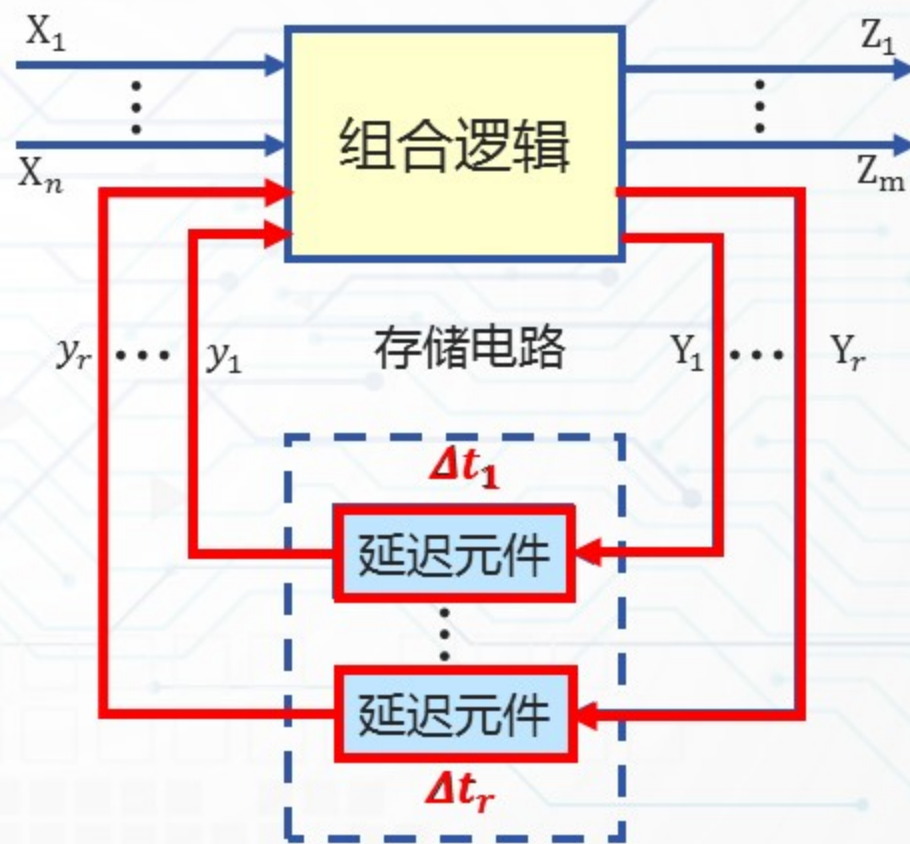 X₁
Z₁
⋮
⋮
组合逻辑
Xₙ
Zₘ
yᵣ ••• y₁
存储电路
Y₁ ••• Yᵣ
Δt₁
延迟元件
⋮
延迟元件
Δtᵣ